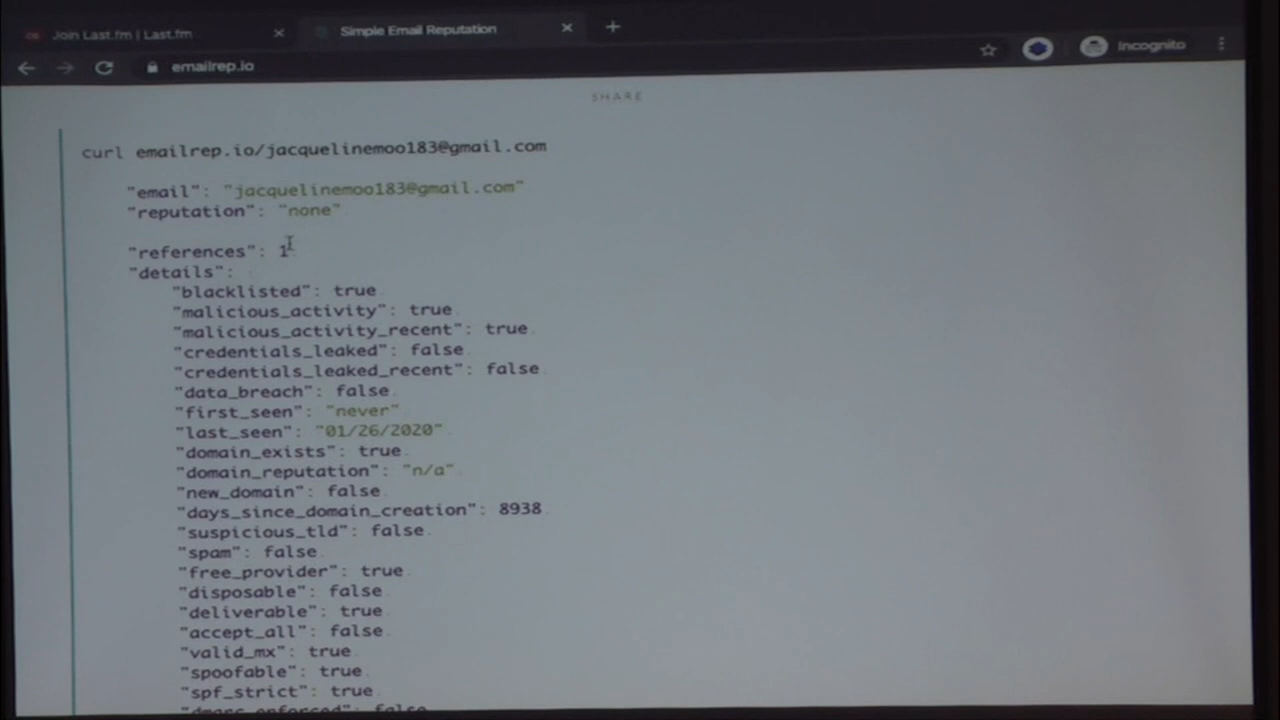 Join Last.fm | Last.fm
Simple Email Reputation
emailrep.io
Incognito
SHARE
curl emailrep.io/jacquelinemoo183@gmail.com
"email": "jacquelinemoo183@gmail.com"
"reputation": "none"
"references": 1
"details":
"blacklisted": true
"malicious_activity": true
"malicious_activity_recent": true
"credentials_leaked": false
"credentials_leaked_recent": false
"data_breach": false
"first_seen": "never"
"last_seen": "01/26/2020"
"domain_exists": true
"domain_reputation": "n/a"
"new_domain": false
"days_since_domain_creation": 8938
"suspicious_tld": false
"spam": false
"free_provider": true
"disposable": false
"deliverable": true
"accept_all": false
"valid_mx": true
"spoofable": true
"spf_strict": true
"dmarc_enforced": false